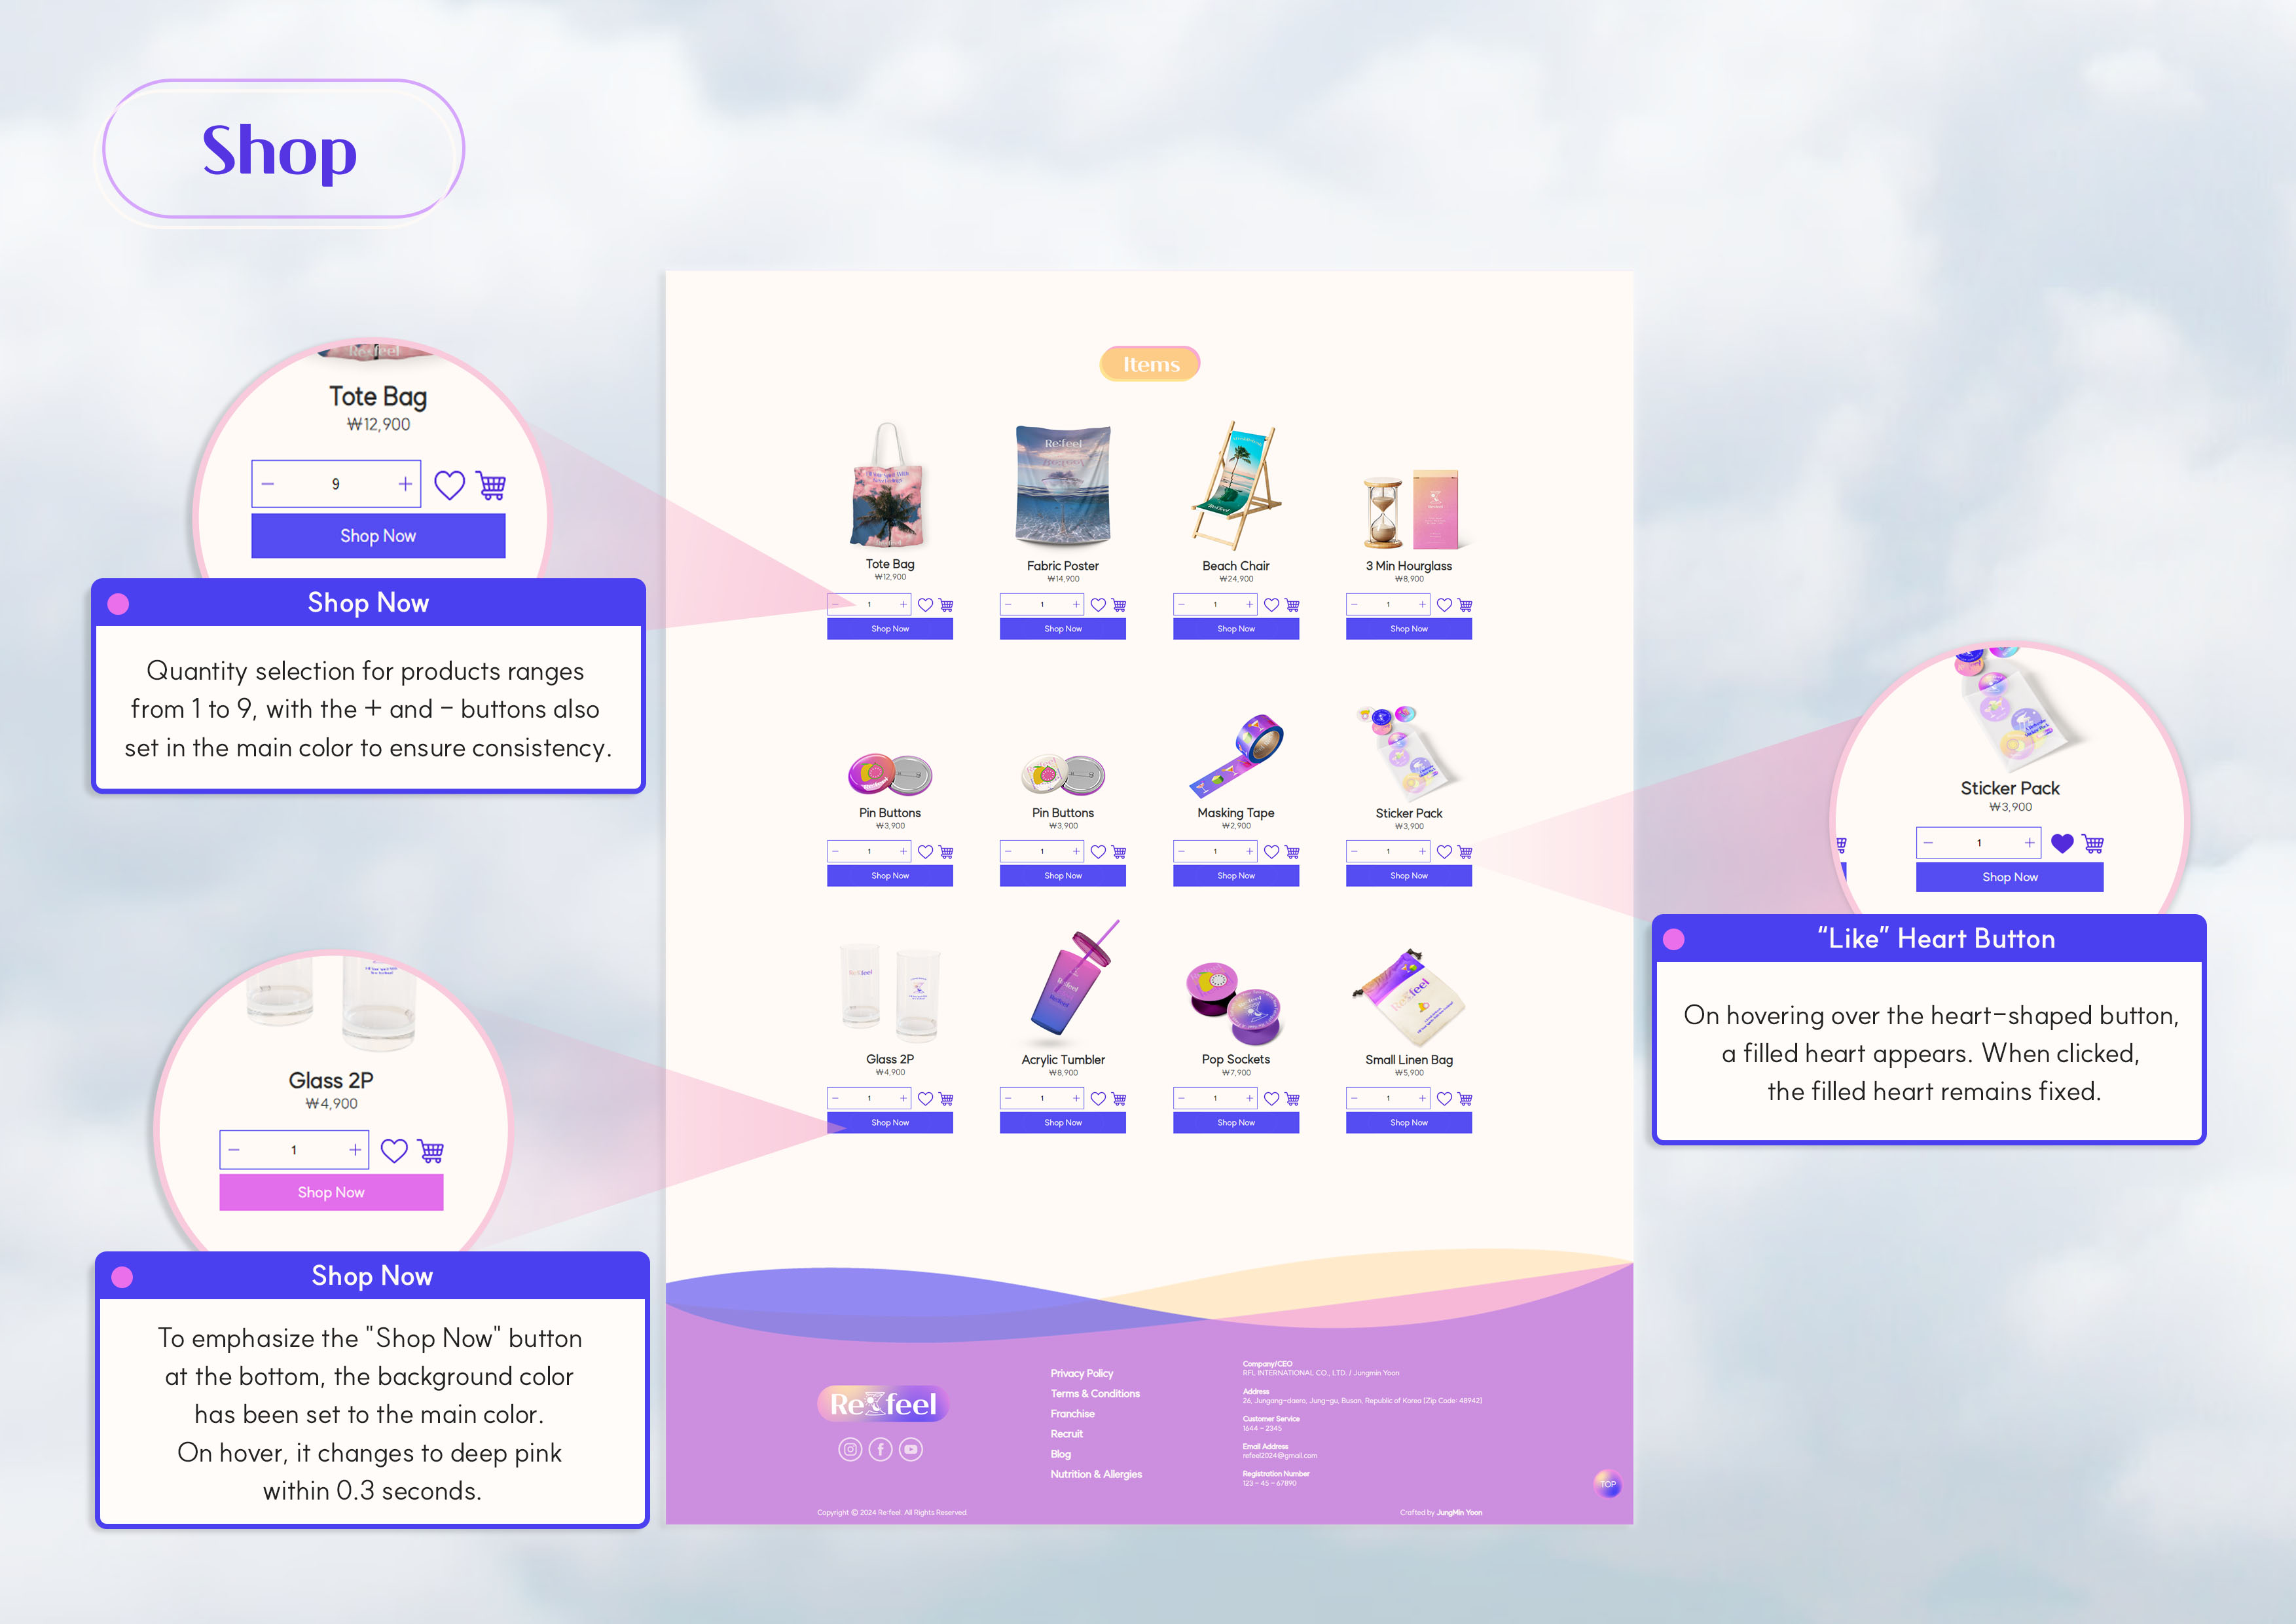 Shop
Re:feel
Tote Bag
₩12,900
− 9 +
Shop Now
Shop Now
Quantity selection for products ranges
from 1 to 9, with the + and - buttons also
set in the main color to ensure consistency.
Glass 2P
₩4,900
− 1 +
Shop Now
Shop Now
To emphasize the "Shop Now" button
at the bottom, the background color
has been set to the main color.
On hover, it changes to deep pink
within 0.3 seconds.
Items
Re:feel
Re:feel
Tote Bag
₩12,900
− 1 +
Shop Now
Fabric Poster
₩14,900
− 1 +
Shop Now
Beach Chair
₩24,900
− 1 +
Shop Now
3 Min Hourglass
₩8,900
− 1 +
Shop Now
Pin Buttons
₩3,900
− 1 +
Shop Now
Pin Buttons
₩3,900
− 1 +
Shop Now
Masking Tape
₩2,900
− 1 +
Shop Now
Sticker Pack
₩3,900
− 1 +
Shop Now
Re:feel
Re:feel
Re:feel
Glass 2P
₩4,900
− 1 +
Shop Now
Acrylic Tumbler
₩8,900
− 1 +
Shop Now
Pop Sockets
₩7,900
− 1 +
Shop Now
Small Linen Bag
₩5,900
− 1 +
Shop Now
Sticker Pack
₩3,900
− 1 +
Shop Now
“Like” Heart Button
On hovering over the heart-shaped button,
a filled heart appears. When clicked,
the filled heart remains fixed.
Re:feel
Privacy Policy
Terms & Conditions
Franchise
Recruit
Blog
Nutrition & Allergies
Company/CEO
RFL INTERNATIONAL CO., LTD. / Jungmin Yoon
Address
26, Jungang-daero, Jung-gu, Busan, Republic of Korea [Zip Code: 48942]
Customer Service
1644 - 2345
Email Address
refeel2024@gmail.com
Registration Number
123 - 45 - 67890
TOP
Copyright © 2024 Re:feel. All Rights Reserved.
Crafted by JungMin Yoon